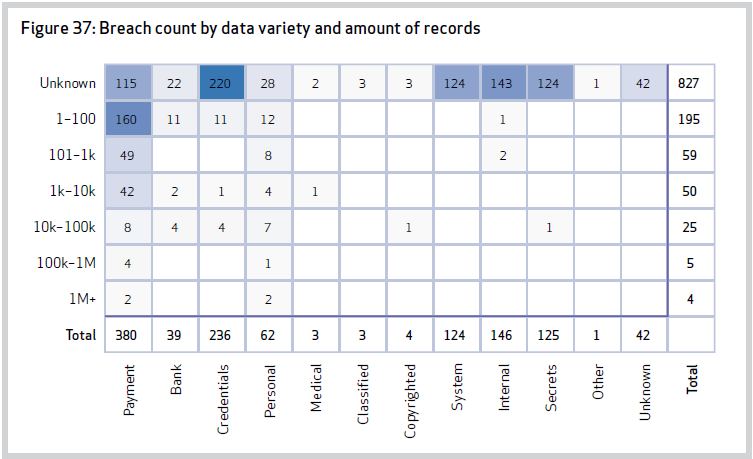 Figure 37: Breach count by data variety and amount of records
Unknown 115 22 220 28 2 3 3 124 143 124 1 42 827
1–100 160 11 11 12 1 195
101–1k 49 8 2 59
1k–10k 42 2 1 4 1 50
10k–100k 8 4 4 7 1 1 25
100k–1M 4 1 5
1M+ 2 2 4
Total 380 39 236 62 3 3 4 124 146 125 1 42
Payment Bank Credentials Personal Medical Classified Copyrighted System Internal Secrets Other Unknown Total